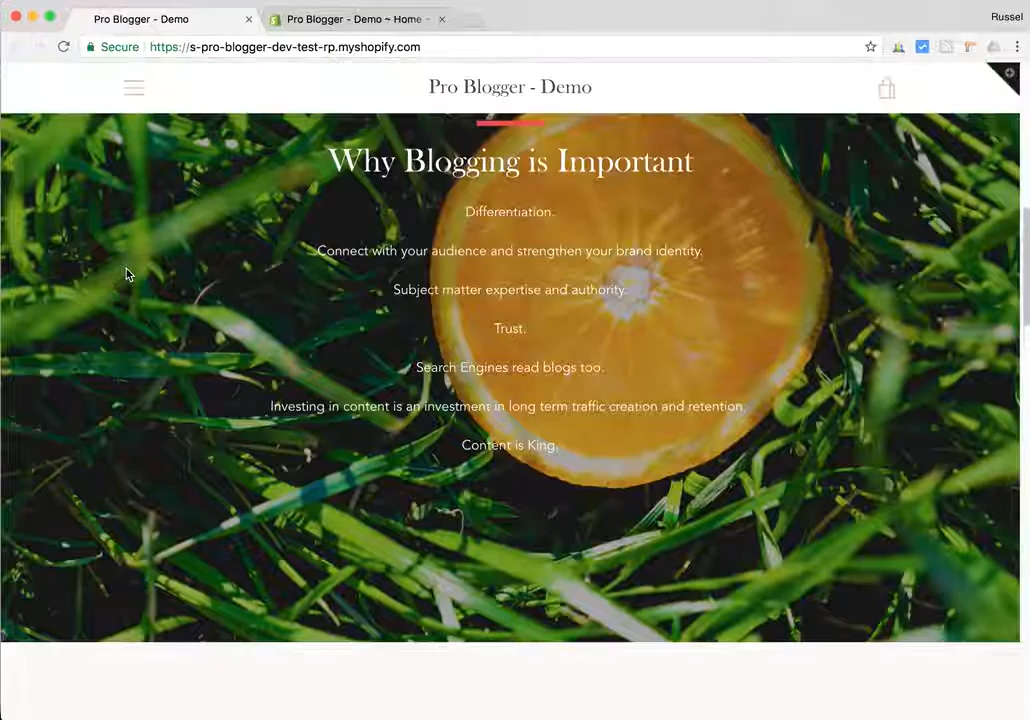 Pro Blogger - Demo
Pro Blogger - Demo ~ Home -
Russel
Secure
https://s-pro-blogger-dev-test-rp.myshopify.com
Pro Blogger - Demo
Why Blogging is Important
Differentiation.
Connect with your audience and strengthen your brand identity.
Subject matter expertise and authority.
Trust.
Search Engines read blogs too.
Investing in content is an investment in long term traffic creation and retention.
Content is King.